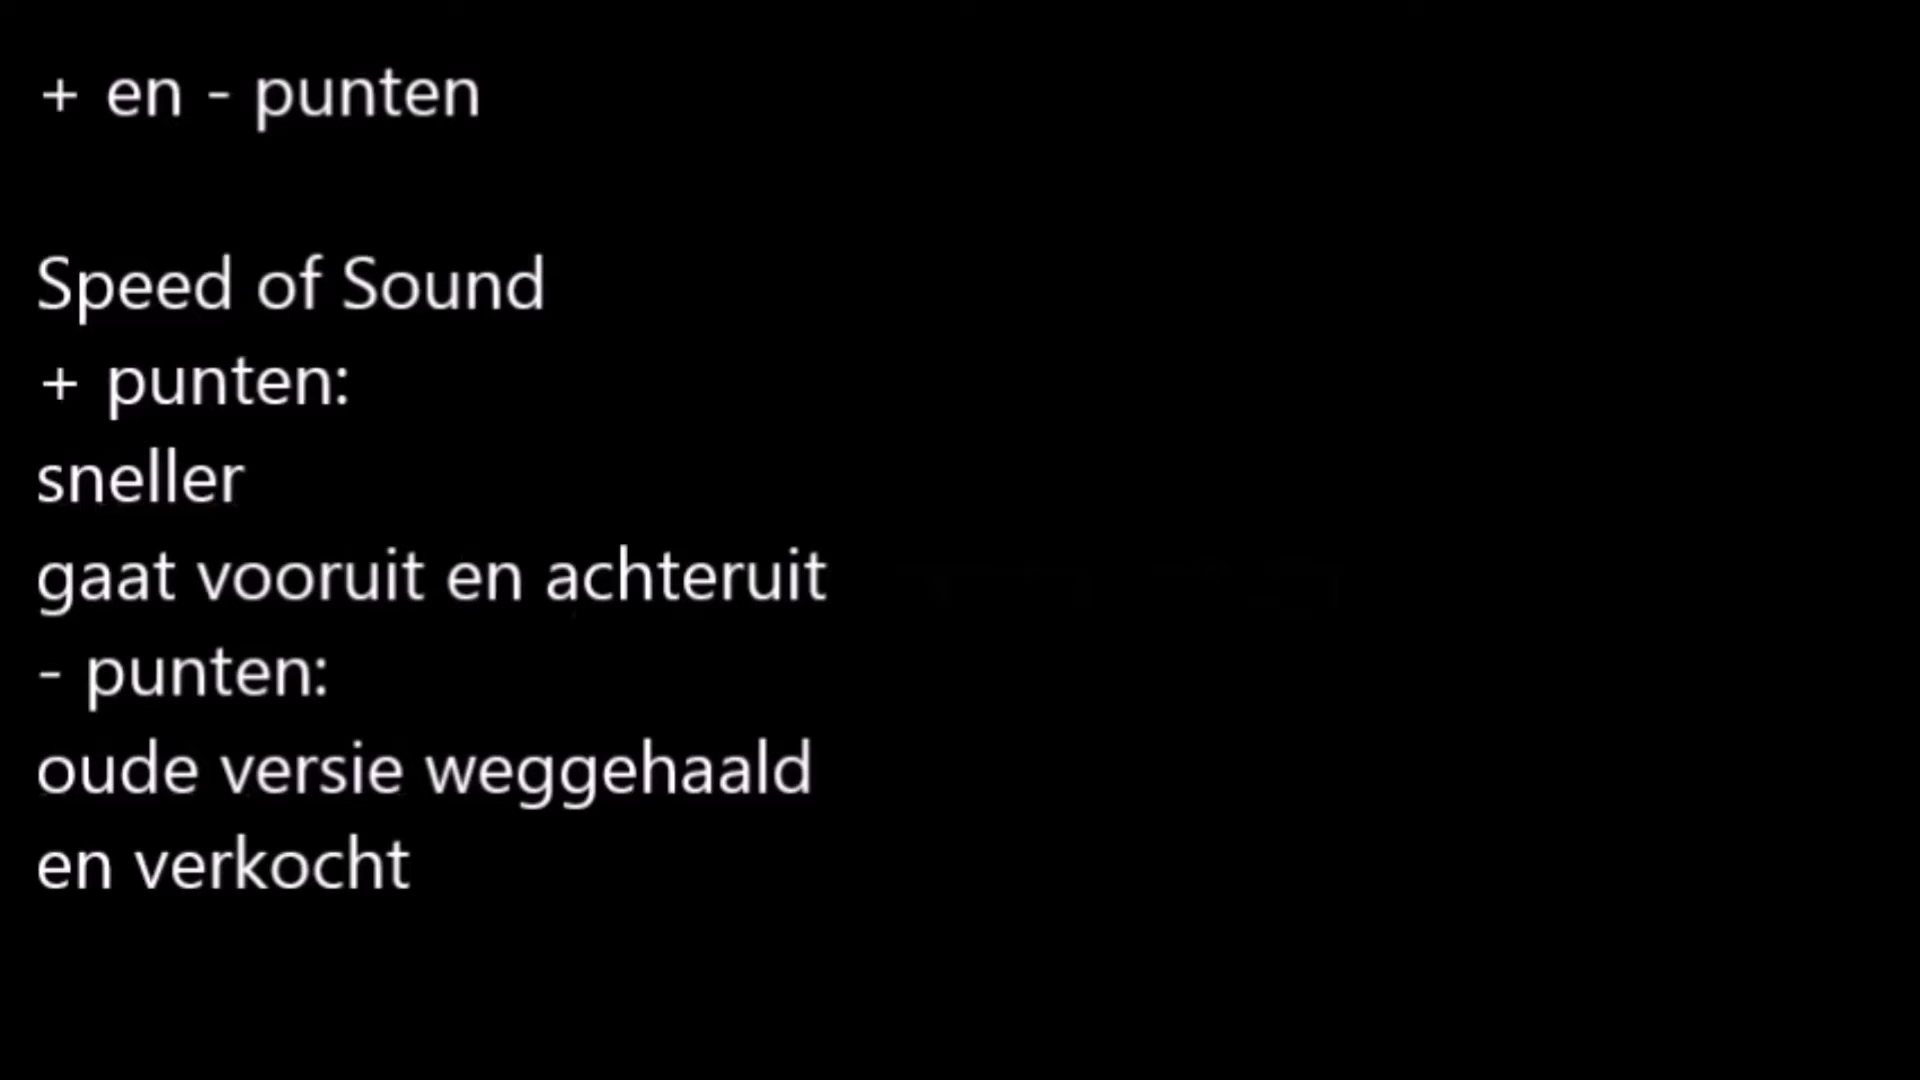 + en - punten
Speed of Sound
+ punten:
sneller
gaat vooruit en achteruit
- punten:
oude versie weggehaald
en verkocht